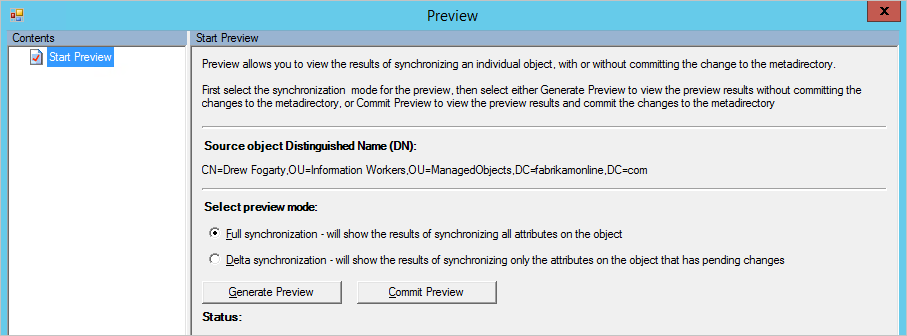 Preview
X
Contents
Start Preview
Start Preview
Preview allows you to view the results of synchronizing an individual object, with or without committing the change to the metadirectory.
First select the synchronization mode for the preview, then select either Generate Preview to view the preview results without committing the
changes to the metadirectory, or Commit Preview to view the preview results and commit the changes to the metadirectory
Source object Distinguished Name (DN):
CN=Drew Fogarty,OU=Information Workers,OU=ManagedObjects,DC=fabrikamonline,DC=com
Select preview mode:
Full synchronization - will show the results of synchronizing all attributes on the object
Delta synchronization - will show the results of synchronizing only the attributes on the object that has pending changes
Generate Preview Commit Preview
Status: